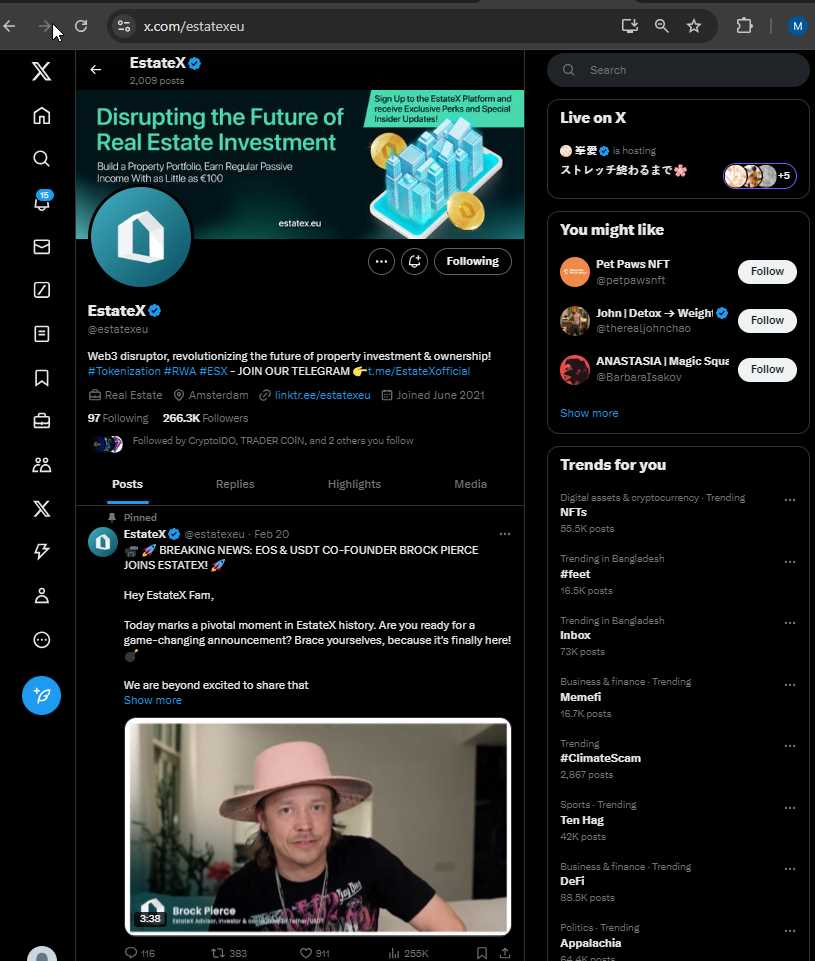 x.com/estatexeu
M
EstateX
2,009 posts
Disrupting the Future of
Real Estate Investment
Build a Property Portfolio, Earn Regular Passive
Income With as Little as €100
estatex.eu
Sign Up to the EstateX Platform and
receive Exclusive Perks and Special
Insider Updates!
15
Following
EstateX
@estatexeu
Web3 disruptor, revolutionizing the future of property investment & ownership!
#Tokenization #RWA #ESX - JOIN OUR TELEGRAM 👉t.me/EstateXofficial
Real Estate Amsterdam linktr.ee/estatexeu Joined June 2021
97 Following 266.3K Followers
Followed by CryptoIDO, TRADER COIN, and 2 others you follow
Posts Replies Highlights Media
Pinned
EstateX @estatexeu · Feb 20
🚀 BREAKING NEWS: EOS & USDT CO-FOUNDER BROCK PIERCE
JOINS ESTATEX! 🚀
Hey EstateX Fam,
Today marks a pivotal moment in EstateX history. Are you ready for a
game-changing announcement? Brace yourselves, because it's finally here!
💣
We are beyond excited to share that
Show more
Brock Pierce
EstateX Advisor, Investor & Tether/USDT
3:38
116 383 911 255K
Search
Live on X
is hosting
ストレッチ終わるまで🌸
+5
You might like
Pet Paws NFT
@petpawsnft
Follow
John | Detox → Weight
@therealjohnchao
Follow
ANASTASIA | Magic Squa
@BarbaraIsakov
Follow
Show more
Trends for you
Digital assets & cryptocurrency · Trending
NFTs
55.5K posts
Trending in Bangladesh
#feet
16.5K posts
Trending in Bangladesh
Inbox
73K posts
Business & finance · Trending
Memefi
16.7K posts
Trending
#ClimateScam
2,867 posts
Sports · Trending
Ten Hag
42K posts
Business & finance · Trending
DeFi
88.5K posts
Politics · Trending
Appalachia
64.4K posts